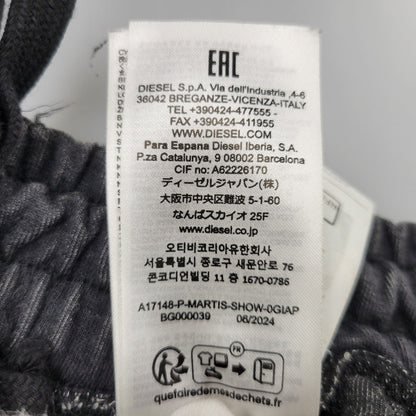 EAC
DIESEL S.p.A. Via dell'Industria ,4-6
36042 BREGANZE-VICENZA-ITALY
Tel +390424-477555 -
Fax +390424-411955
www.DIESEL.com
Para Espana Diesel Iberia, S.A.
P.za Catalunya, 9 08002 Barcelona
CIF no: A62226170
ディーゼルジャパン(株)
大阪市中央区難波 5-1-60
なんばスカイオ 25F
www.diesel.co.jp
오티비코리아유한회사
서울특별시 종로구 새문안로 76
콘코디언빌딩 11 층 1670-0786
A17148-P-MARTIS-SHOW-0GIAP
BG000039 08/2024
FR
quefairedemesdechets.fr